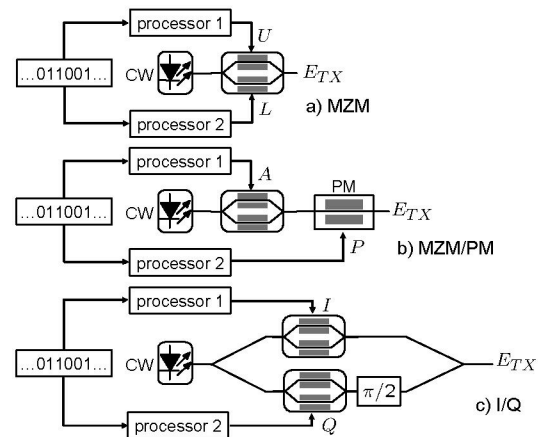 processor 1
U
...011001...
CW
E_TX
a) MZM
L
processor 2
processor 1
A
PM
...011001...
CW
E_TX
P
b) MZM/PM
processor 2
processor 1
I
...011001...
CW
E_TX
π/2
c) I/Q
processor 2
Q